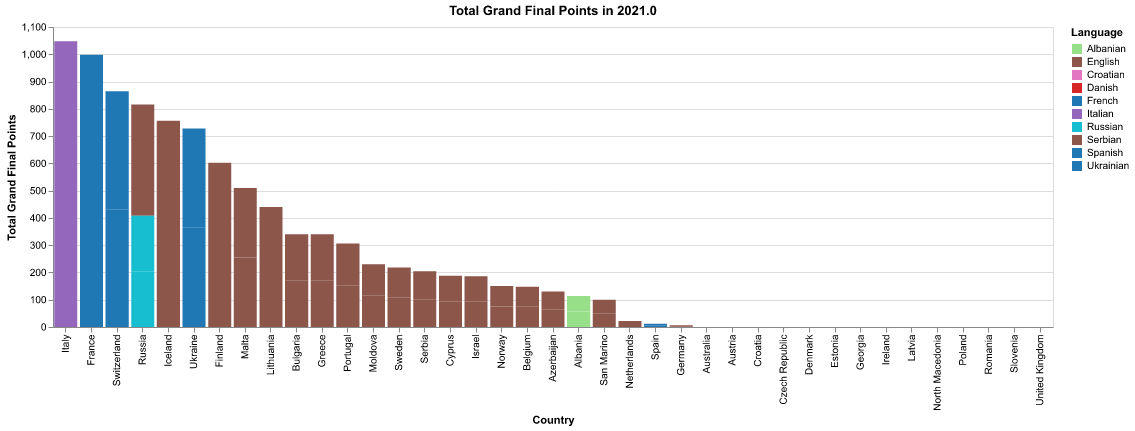 Total Grand Final Points in 2021.0
Total Grand Final Points
1,100
1,000
900
800
700
600
500
400
300
200
100
0
Italy
France
Switzerland
Russia
Iceland
Ukraine
Finland
Malta
Lithuania
Bulgaria
Greece
Portugal
Moldova
Sweden
Serbia
Cyprus
Israel
Norway
Belgium
Azerbaijan
Albania
San Marino
Netherlands
Spain
Germany
Australia
Austria
Croatia
Czech Republic
Denmark
Estonia
Georgia
Ireland
Latvia
North Macedonia
Poland
Romania
Slovenia
United Kingdom
Country
Language
Albanian
English
Croatian
Danish
French
Italian
Russian
Serbian
Spanish
Ukrainian